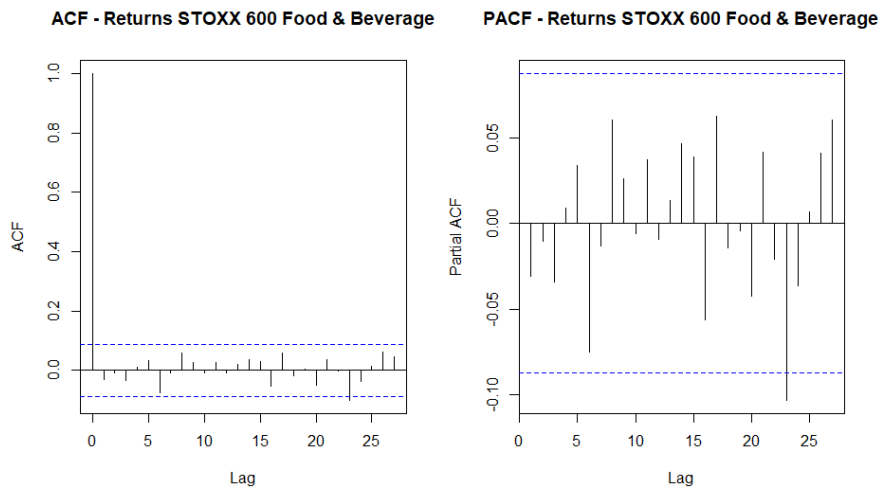 ACF - Returns STOXX 600 Food & Beverage
ACF
1.0
0.8
0.6
0.4
0.2
0.0
0 5 10 15 20 25
Lag
PACF - Returns STOXX 600 Food & Beverage
Partial ACF
0.05
0.00
-0.05
-0.10
0 5 10 15 20 25
Lag